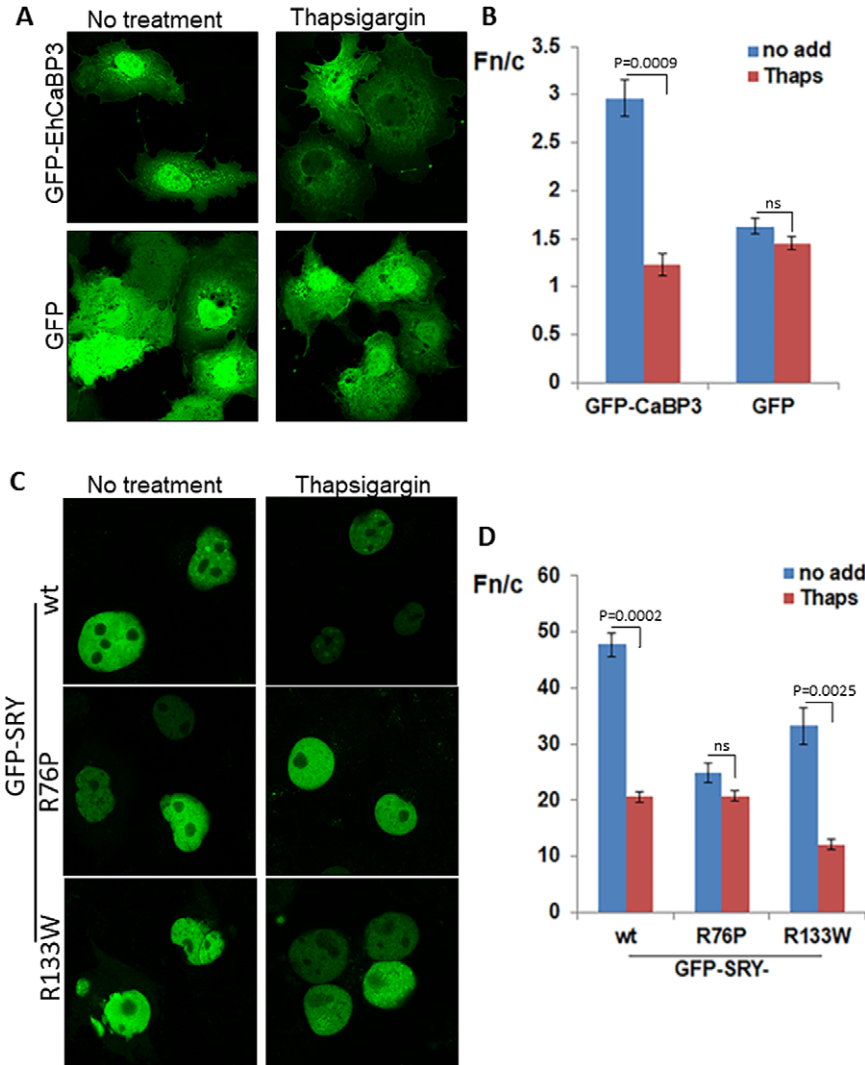 A
No treatment
Thapsigargin
GFP-EhCaBP3
GFP
B
Fn/c
no add
Thaps
P=0.0009
ns
3.5
3
2.5
2
1.5
1
0.5
0
GFP-CaBP3
GFP
C
No treatment
Thapsigargin
GFP-SRY
wt
R76P
R133W
D
Fn/c
no add
Thaps
P=0.0002
ns
P=0.0025
60
50
40
30
20
10
0
wt
R76P
R133W
GFP-SRY-